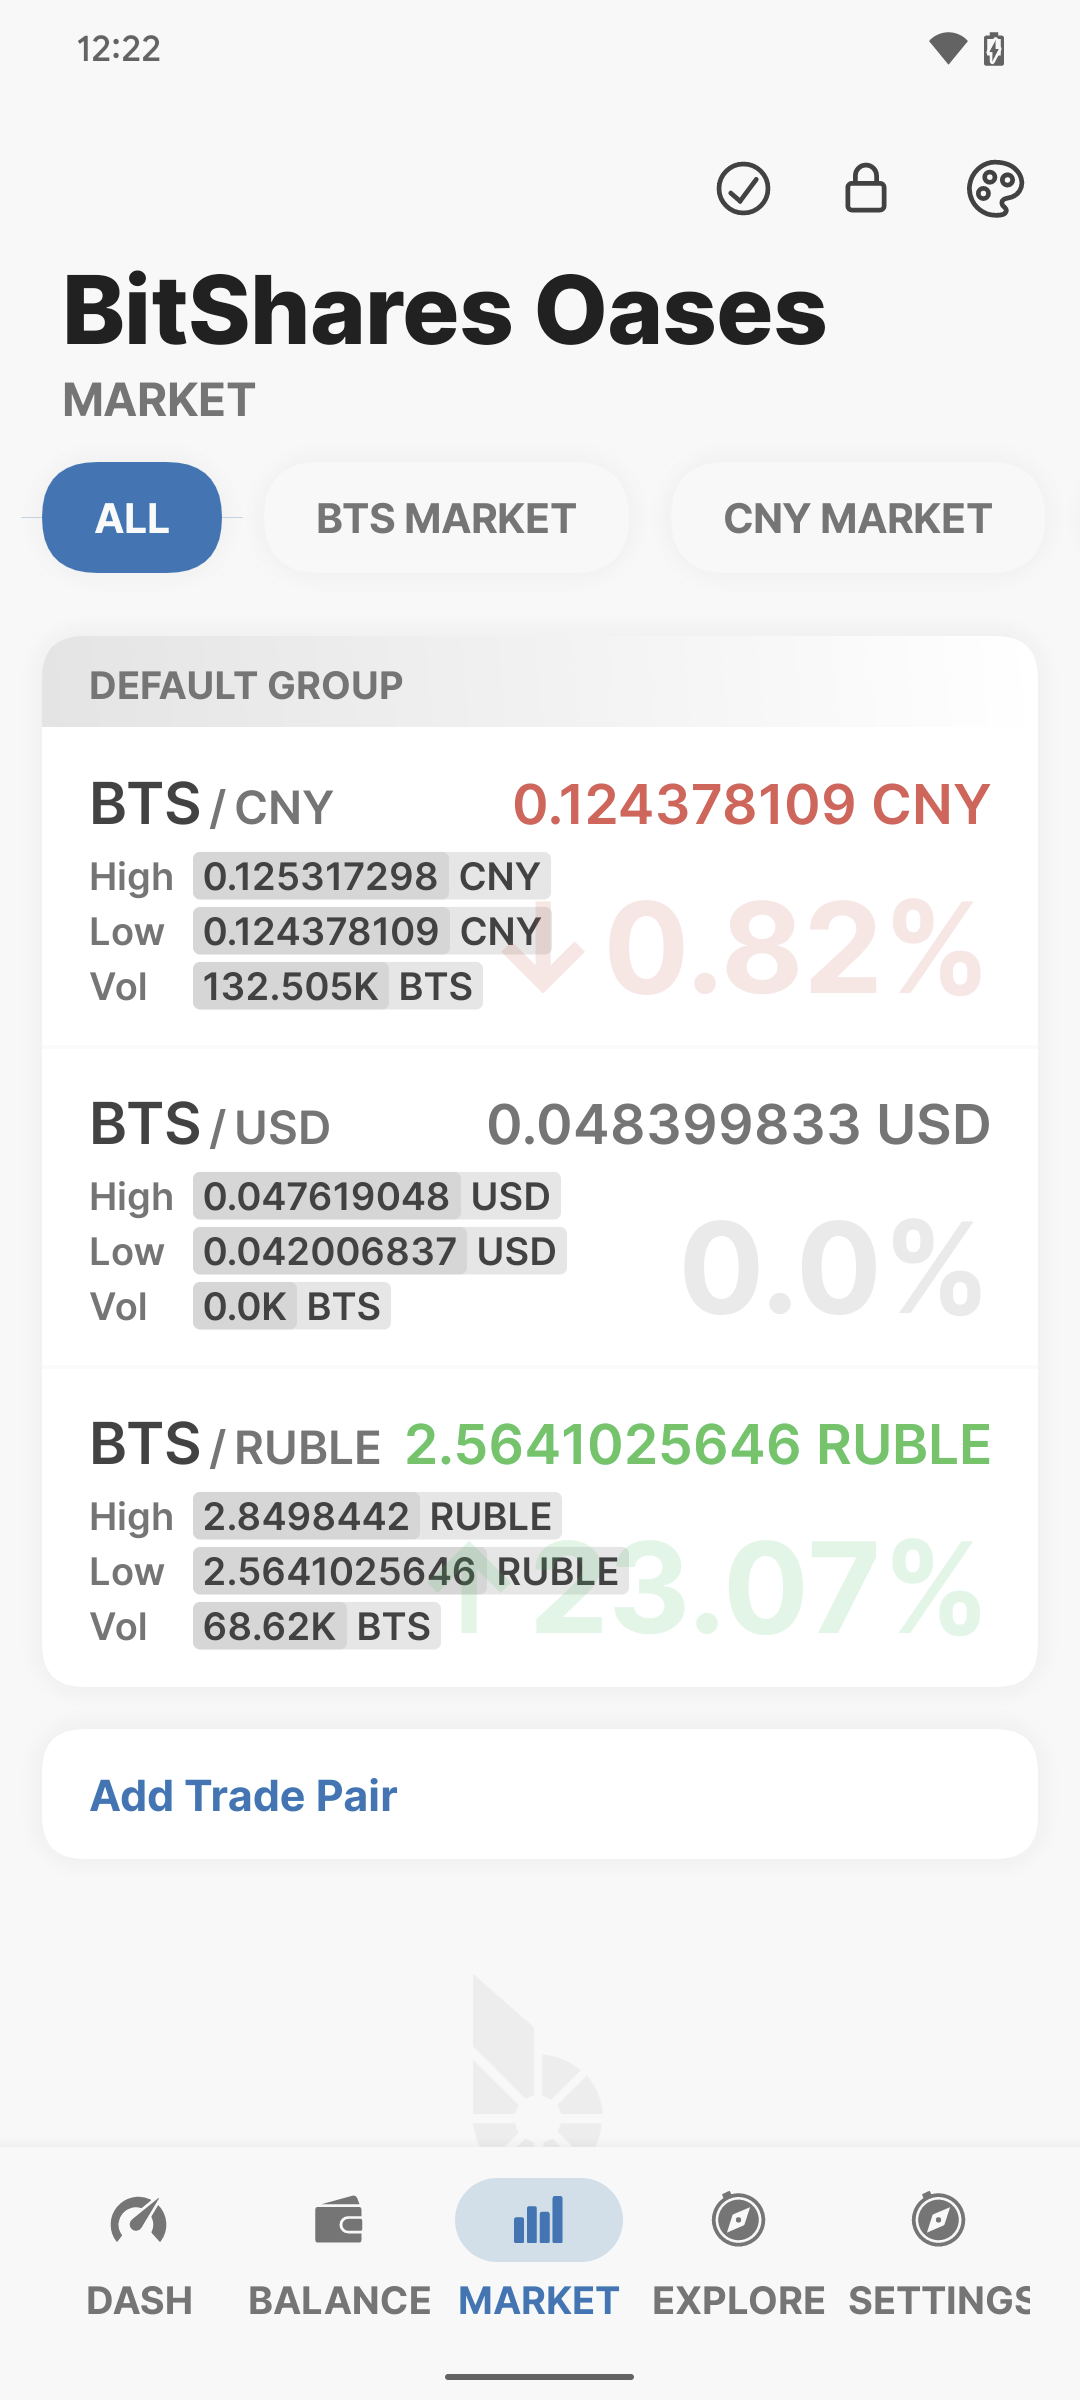 12:22
BitShares Oases
MARKET
ALL
BTS MARKET
CNY MARKET
DEFAULT GROUP
BTS / CNY 0.124378109 CNY
High 0.125317298 CNY
Low 0.124378109 CNY
Vol 132.505K BTS
↓0.82%
BTS / USD 0.048399833 USD
High 0.047619048 USD
Low 0.042006837 USD
Vol 0.0K BTS
0.0%
BTS / RUBLE 2.5641025646 RUBLE
High 2.8498442 RUBLE
Low 2.5641025646 RUBLE
Vol 68.62K BTS
↑23.07%
Add Trade Pair
DASH
BALANCE
MARKET
EXPLORE
SETTINGS